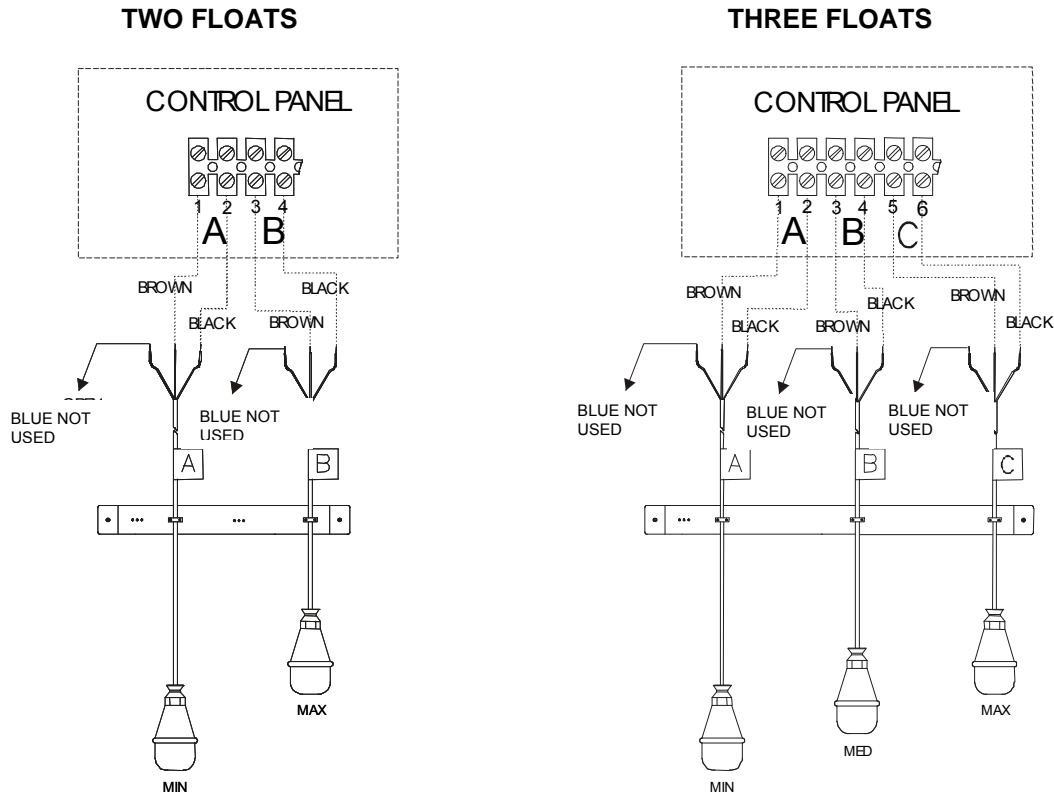 TWO FLOATS
CONTROL PANEL
1 2 3 4
A B
BROWN
BLACK
BLACK
BROWN
BLUE NOT
USED
BLUE NOT
USED
A
B
MAX
MIN
THREE FLOATS
CONTROL PANEL
1 2 3 4 5 6
A B C
BROWN
BLACK
BROWN
BLACK
BROWN
BLACK
BLUE NOT
USED
BLUE NOT
USED
BLUE NOT
USED
A
B
C
MAX
MED
MIN